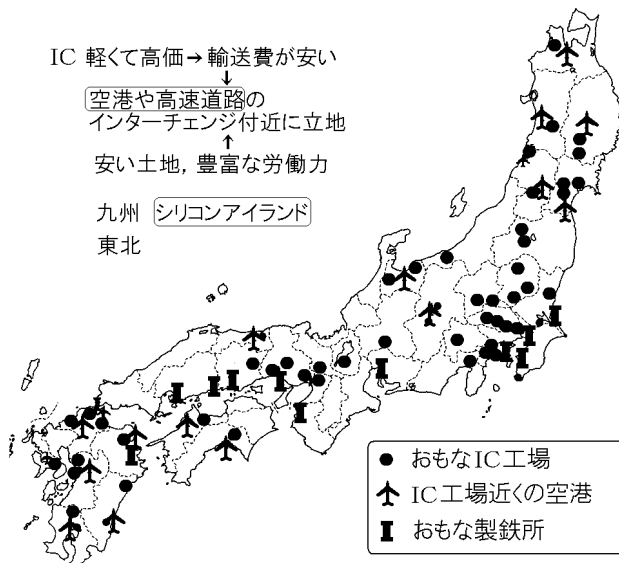 IC 軽くて高価→輸送費が安い
↓
空港や高速道路の
インターチェンジ付近に立地
↑
安い土地，豊富な労働力
九州 シリコンアイランド
東北
おもなIC工場
IC工場近くの空港
おもな製鉄所